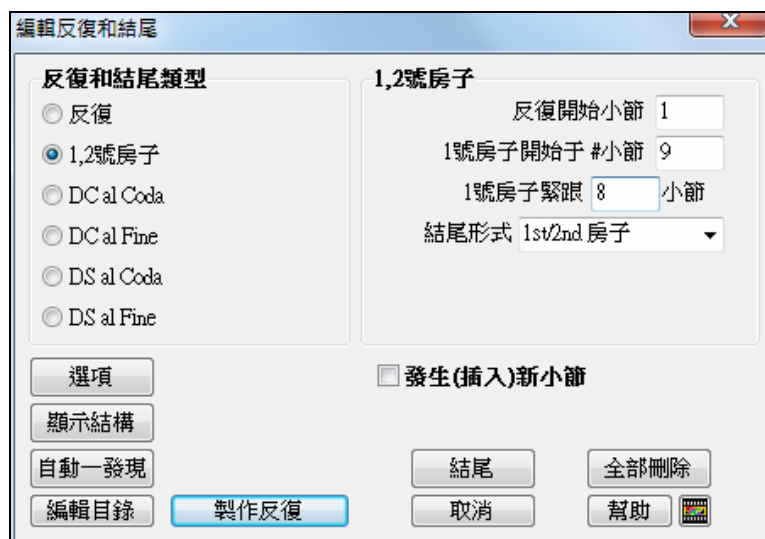 編輯反復和結尾
反復和結尾類型
反復
1,2號房子
DC al Coda
DC al Fine
DS al Coda
DS al Fine
1,2號房子
反復開始小節 1
1號房子開始于 #小節 9
1號房子緊跟 8 小節
結尾形式 1st/2nd 房子
發生(插入)新小節
選項
顯示結構
自動一發現
編輯目錄 製作反復
結尾 全部刪除
取消 幫助